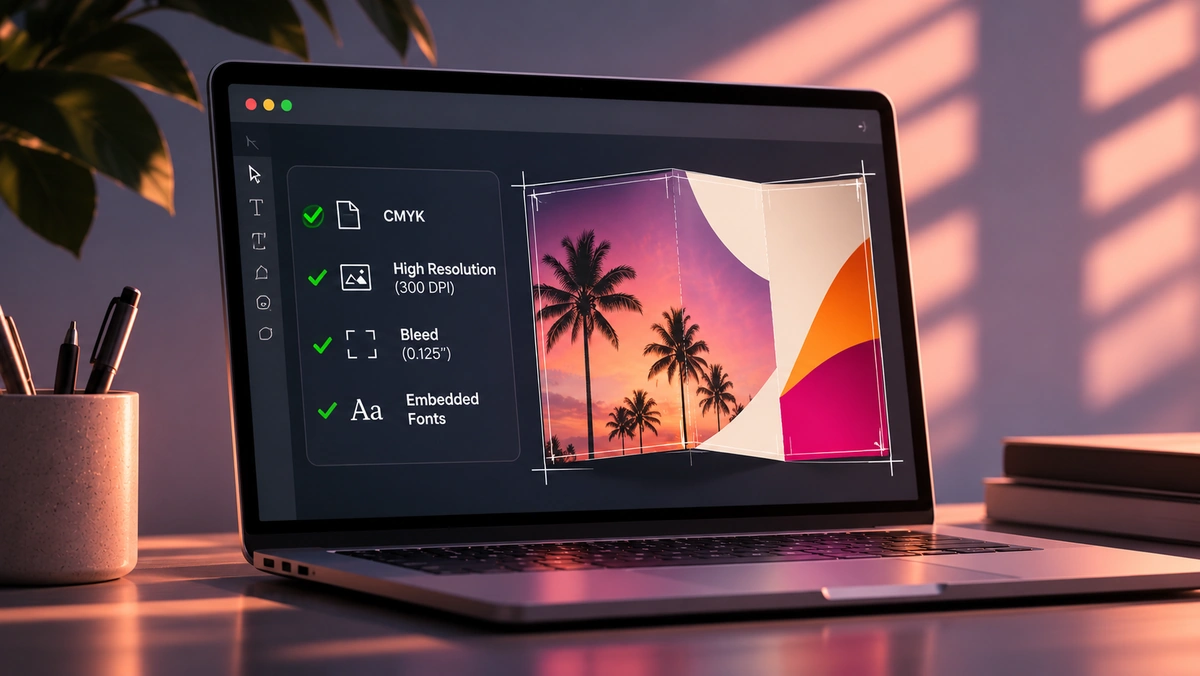 CMYK
High Resolution
(300 DPI)
Bleed
(0.125”)
Aa
Embedded
Fonts